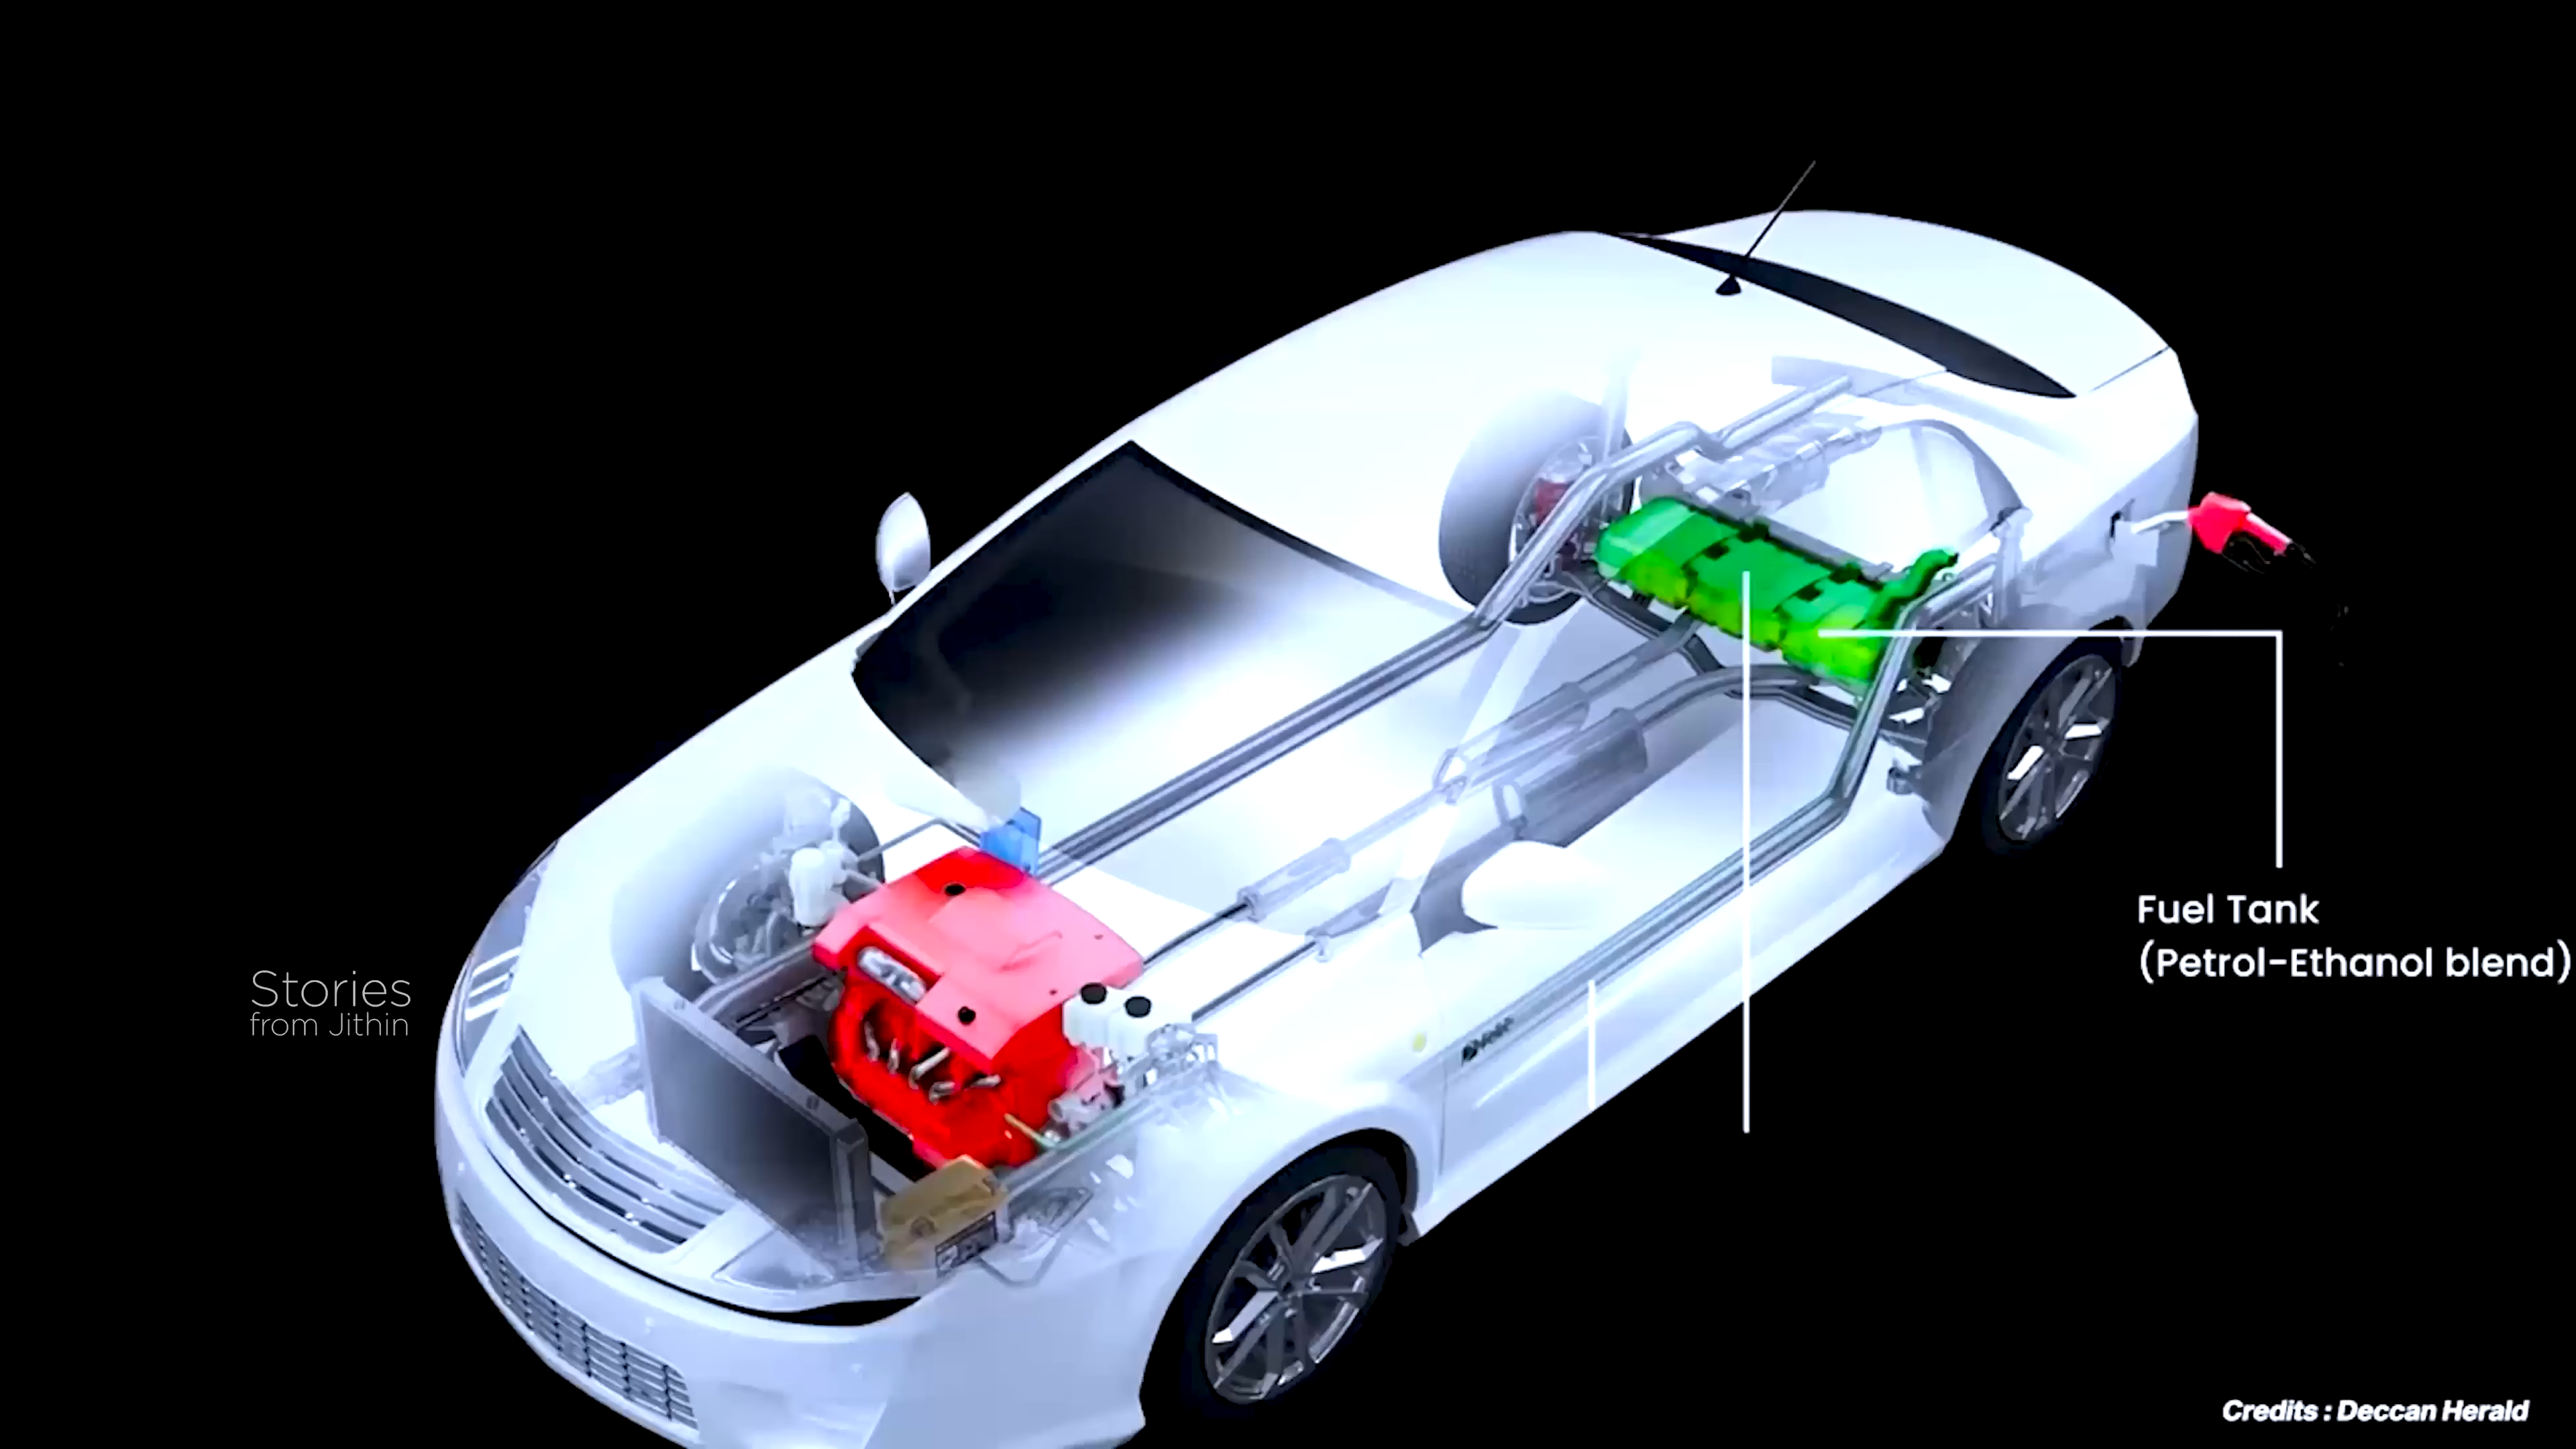 Stories
from Jithin
Fuel Tank
(Petrol-Ethanol blend)
Credits : Deccan Herald